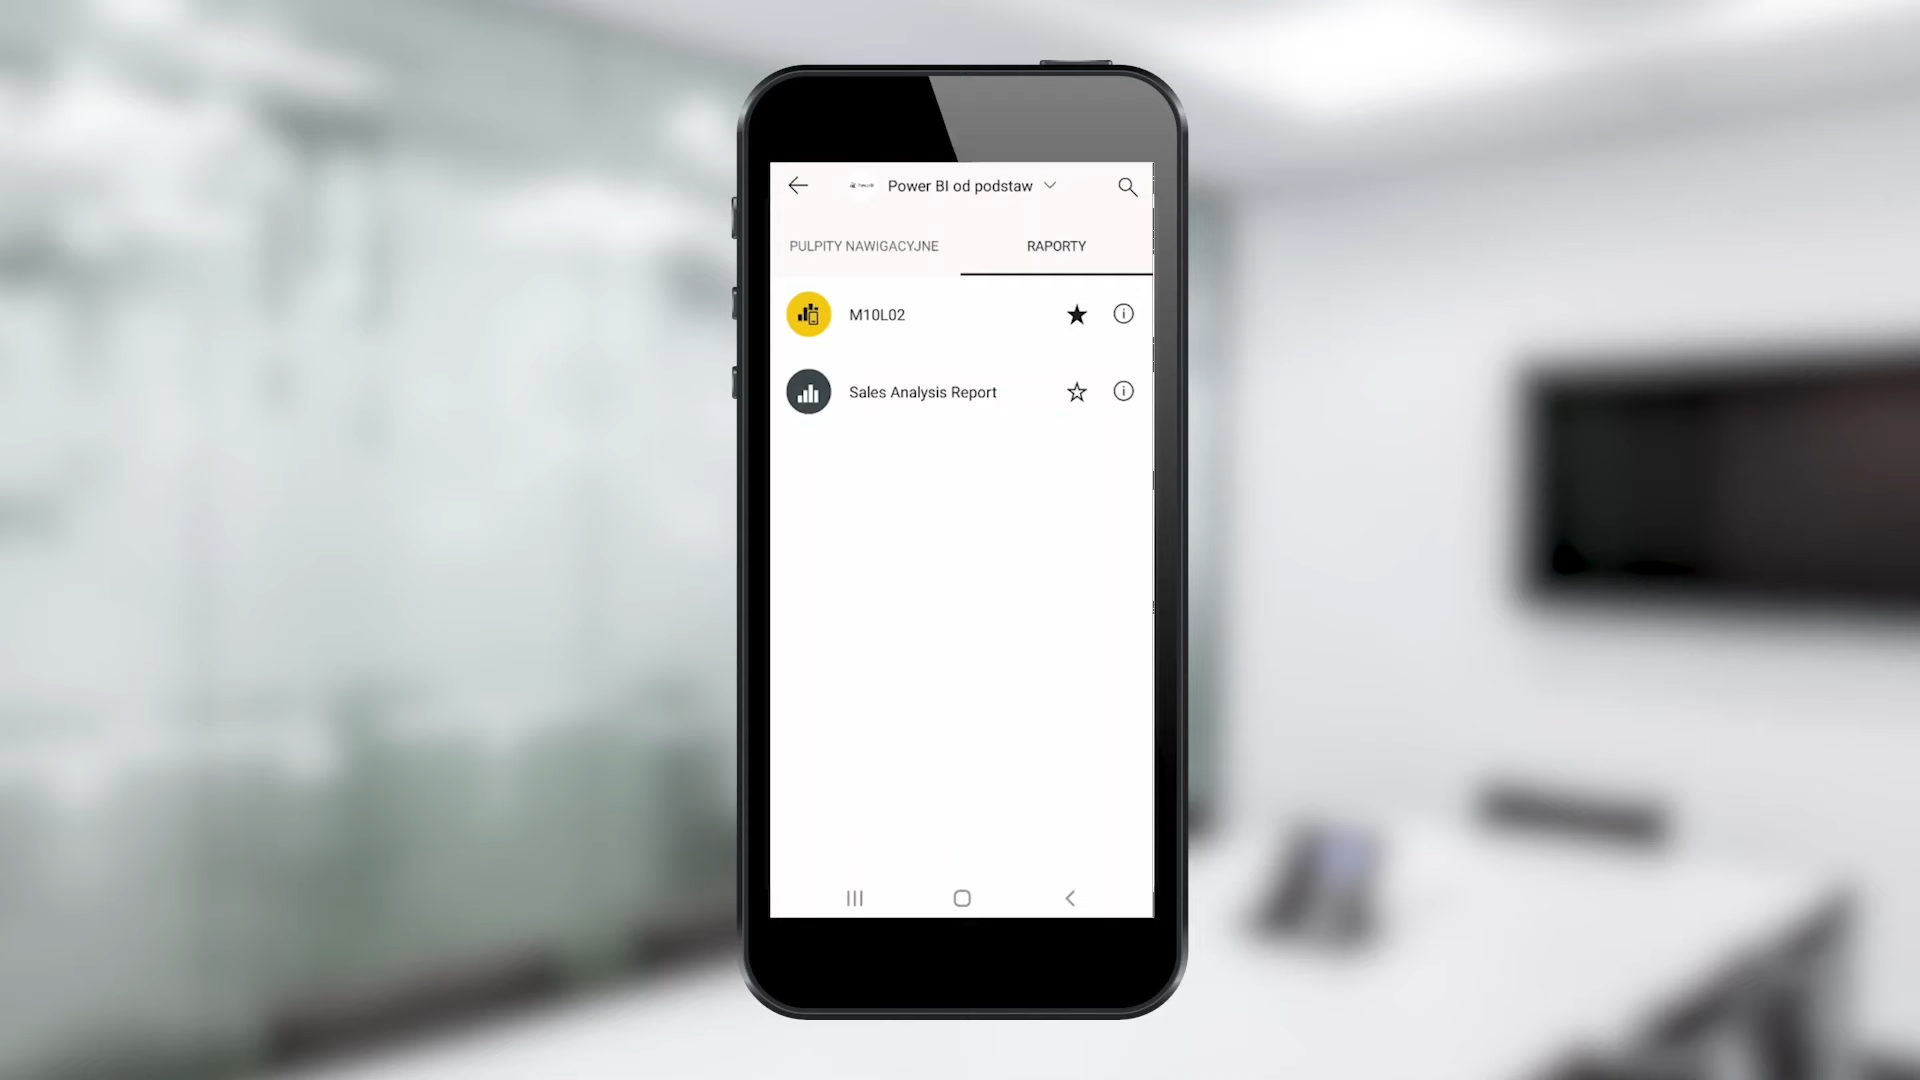 Power BI od podstaw
PULPITY NAWIGACYJNE
RAPORTY
M10L02
Sales Analysis Report